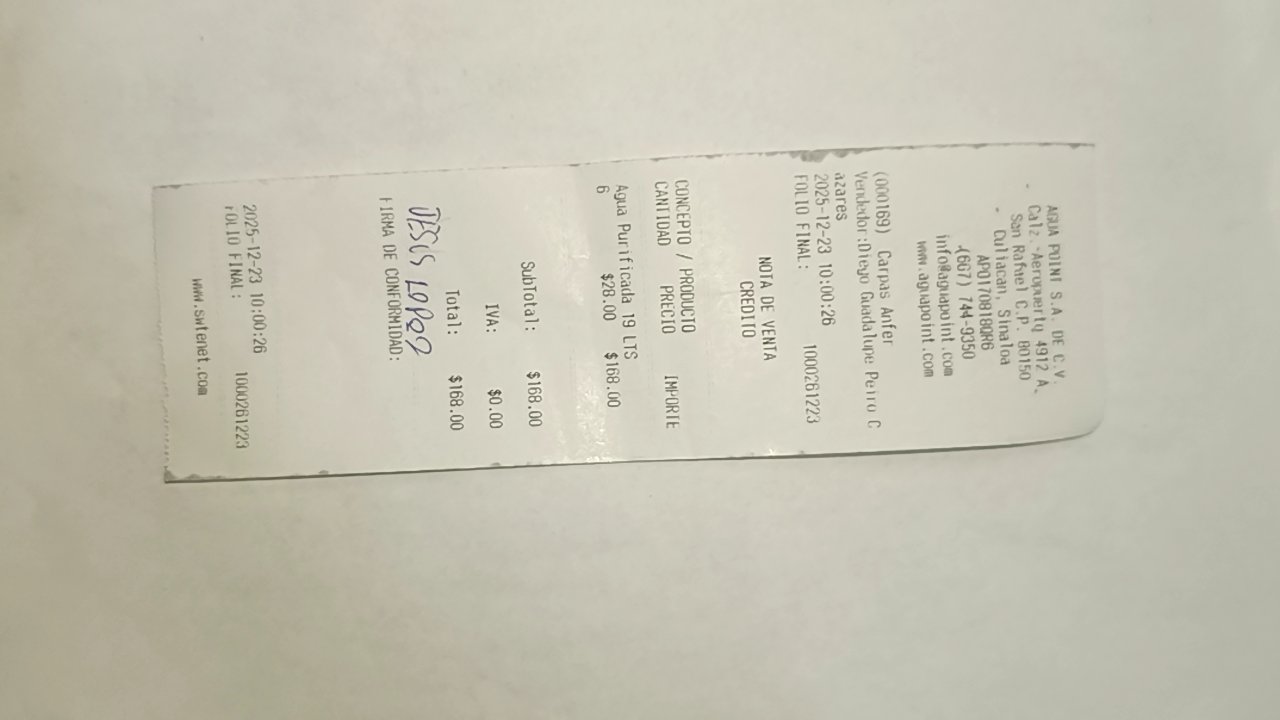 AGUA POINT S.A. DE C.V.
- Calz. Aeropuerto 4912 A,
San Rafael C.P. 80150
- Culiacan, Sinaloa
APO170818QR6
(667) 744-9350
info@aguapoint.com
www.aguapoint.com
(000169) Carpas Anfer
Vendedor:Diego Guadalupe Peiro C
azares
2025-12-23 10:00:26
FOLIO FINAL: 1000261223
NOTA DE VENTA
CREDITO
CONCEPTO / PRODUCTO
CANTIDAD PRECIO IMPORTE
Agua Purificada 19 LTS
6 $28.00 $168.00
SubTotal: $168.00
IVA: $0.00
Total: $168.00
JESUS LOPEZ
FIRMA DE CONFORMIDAD:
2025-12-23 10:00:26
FOLIO FINAL: 1000261223
www.swtenet.com